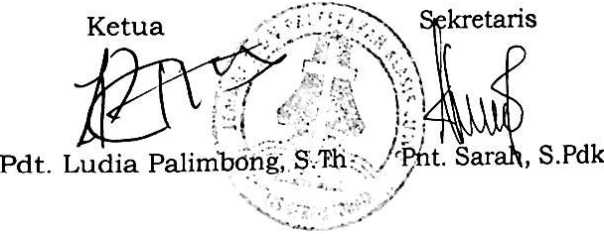 Ketua Sekretaris
Pdt. Ludia Palimbong, S.Th Pnt. Sarah, S.Pdk